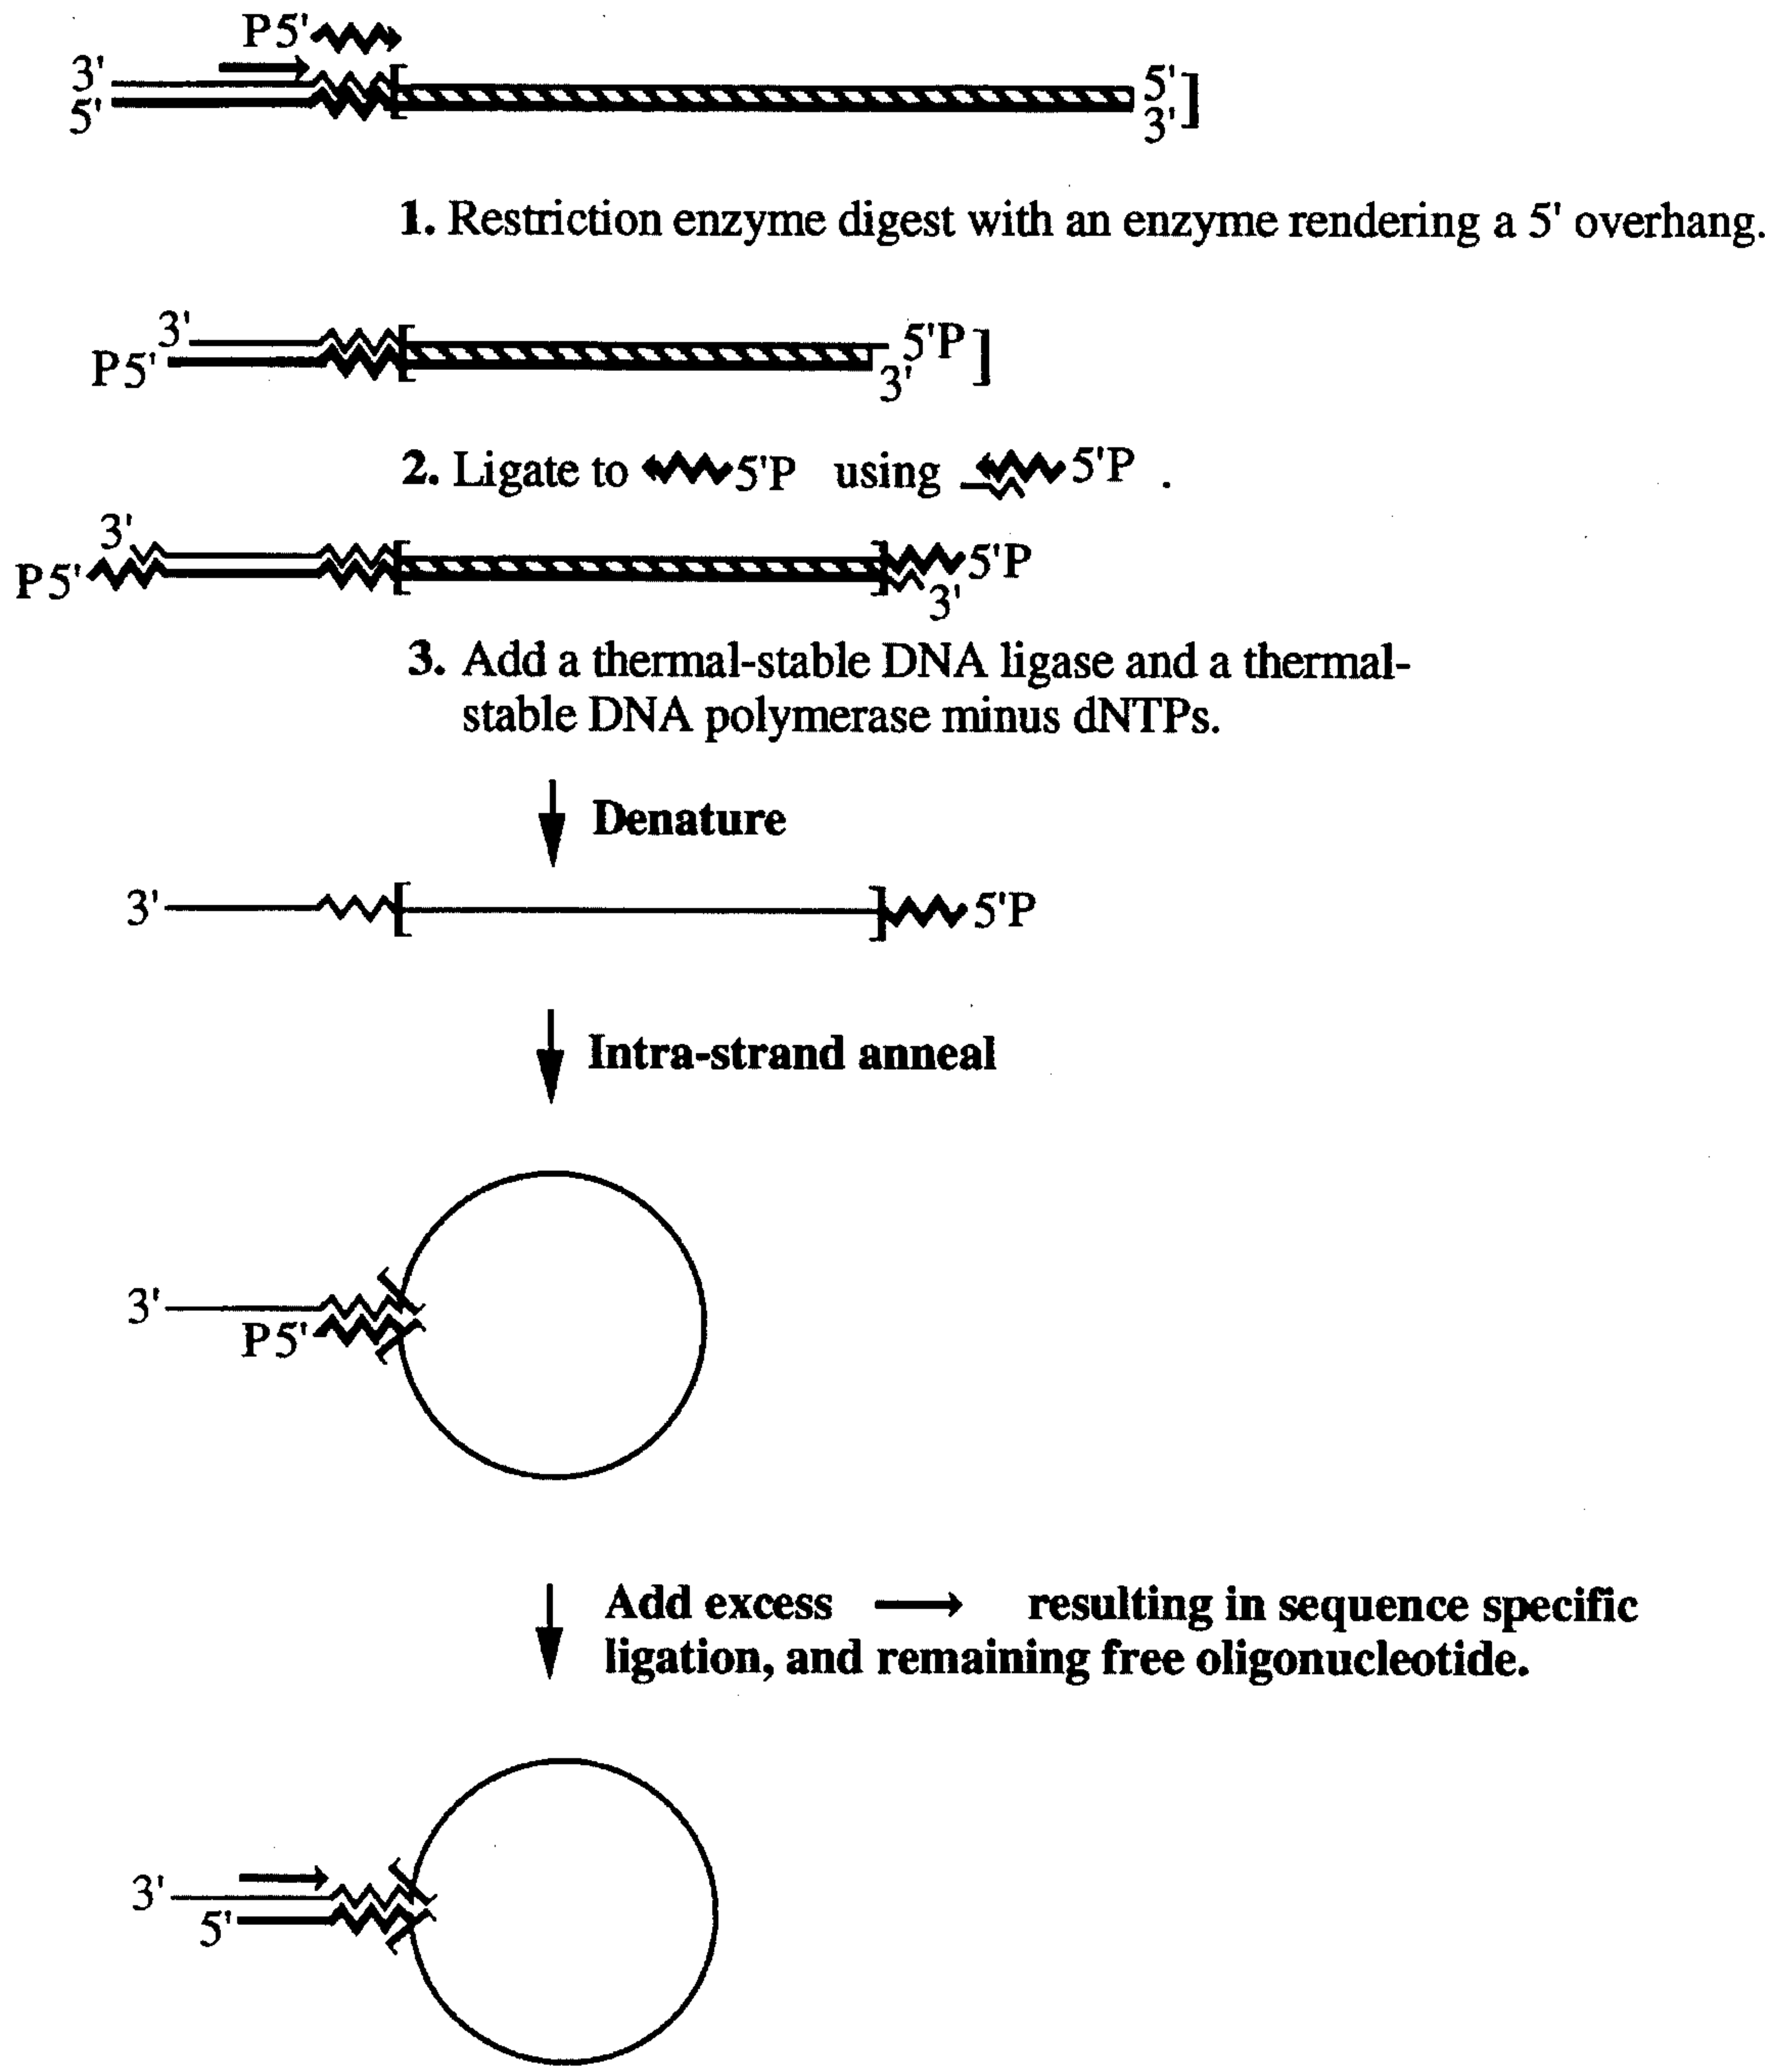 P5'
3' [ 5' ]
5' [ 3' ]
1. Restriction enzyme digest with an enzyme rendering a 5' overhang.
3' [ 5'P ]
P5' [ 3' ]
2. Ligate to 5'P using 5'P .
3' [ ] 5'P
P5' 3'
3. Add a thermal-stable DNA ligase and a thermal-
stable DNA polymerase minus dNTPs.
Denature
3' [ ] 5'P
Intra-strand anneal
3'
P5'
Add excess → resulting in sequence specific
ligation, and remaining free oligonucleotide.
3'
5'